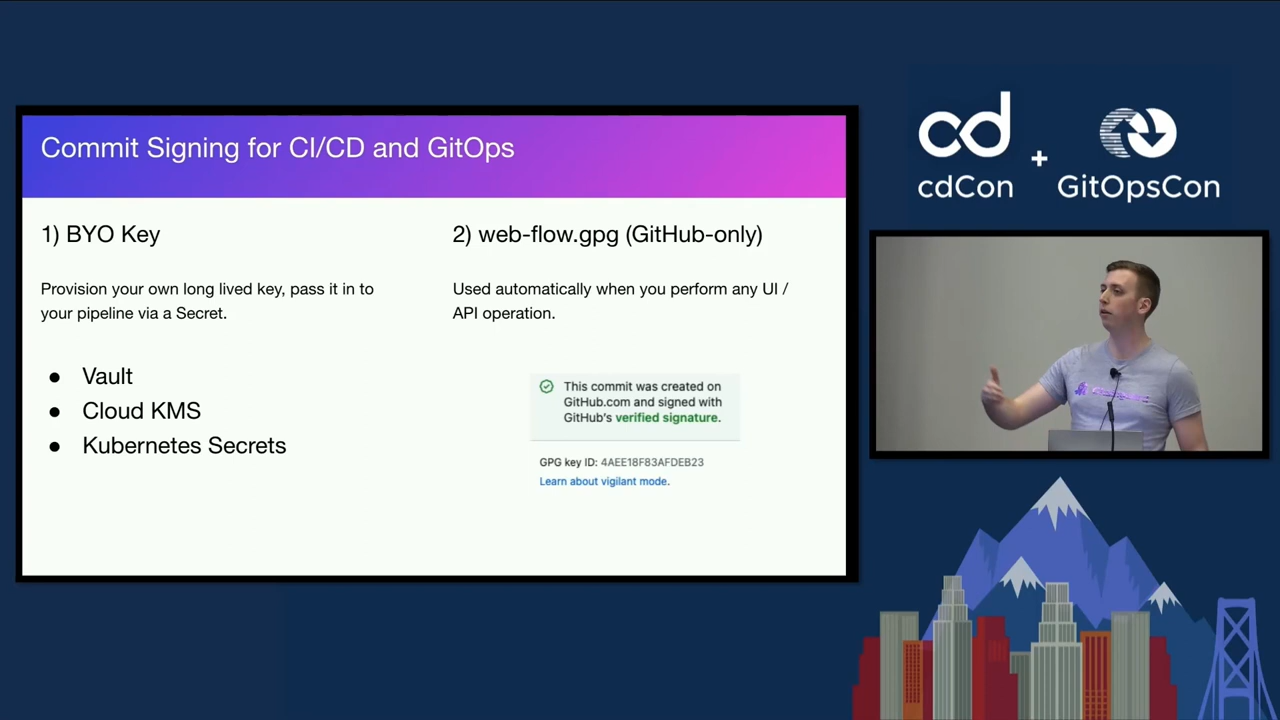 Commit Signing for CI/CD and GitOps
1) BYO Key
Provision your own long lived key, pass it in to
your pipeline via a Secret.
● Vault
● Cloud KMS
● Kubernetes Secrets
2) web-flow.gpg (GitHub-only)
Used automatically when you perform any UI /
API operation.
This commit was created on
GitHub.com and signed with
GitHub's verified signature.
GPG key ID: 4AEE18F83AFDEB23
Learn about vigilant mode.
cd
cdCon
+
GitOpsCon